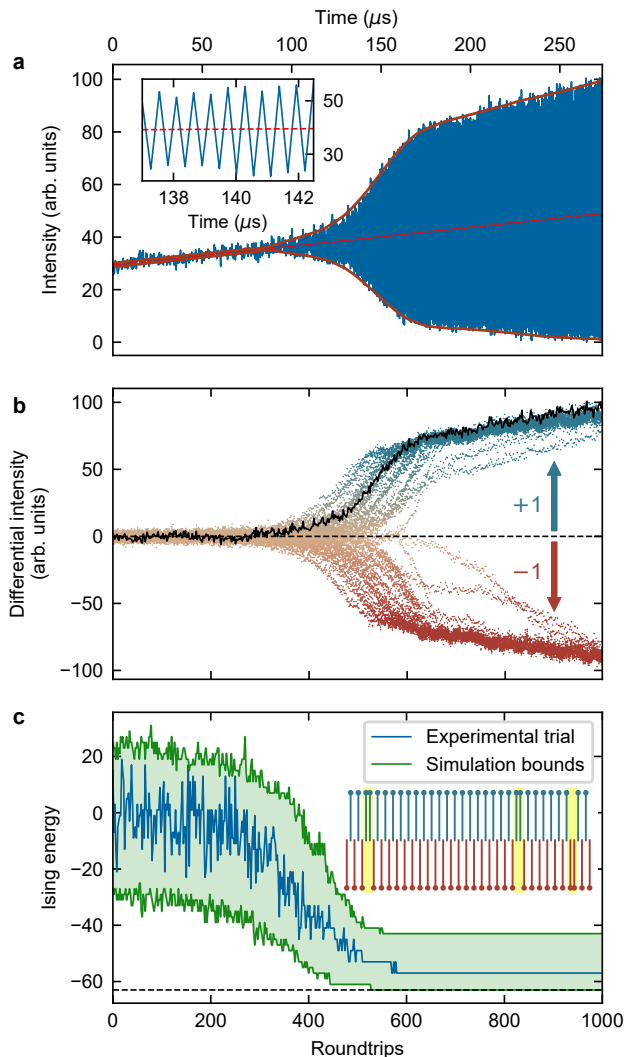 Time (μs)
0 50 100 150 200 250
a
100
80
60
40
20
0
Intensity (arb. units)
50
30
138 140 142
Time (μs)
b
100
50
0
−50
−100
Differential intensity
(arb. units)
+1
−1
c
20
0
−20
−40
−60
Ising energy
Experimental trial
Simulation bounds
0 200 400 600 800 1000
Roundtrips